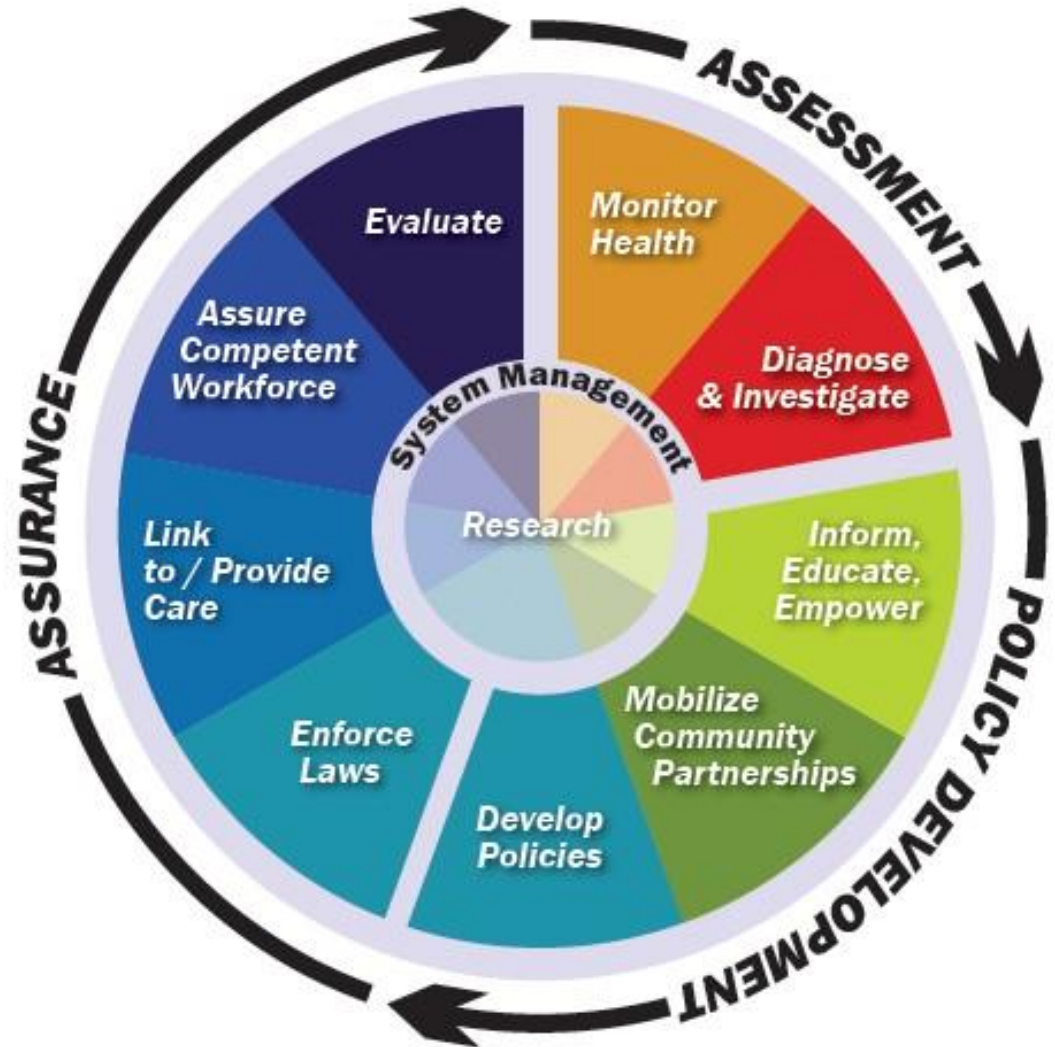 ASSESSMENT
Monitor
Health
Diagnose
& Investigate
POLICY DEVELOPMENT
Inform,
Educate,
Empower
Mobilize
Community
Partnerships
Develop
Policies
ASSURANCE
Enforce
Laws
Link
to / Provide
Care
Assure
Competent
Workforce
Evaluate
System Management
Research